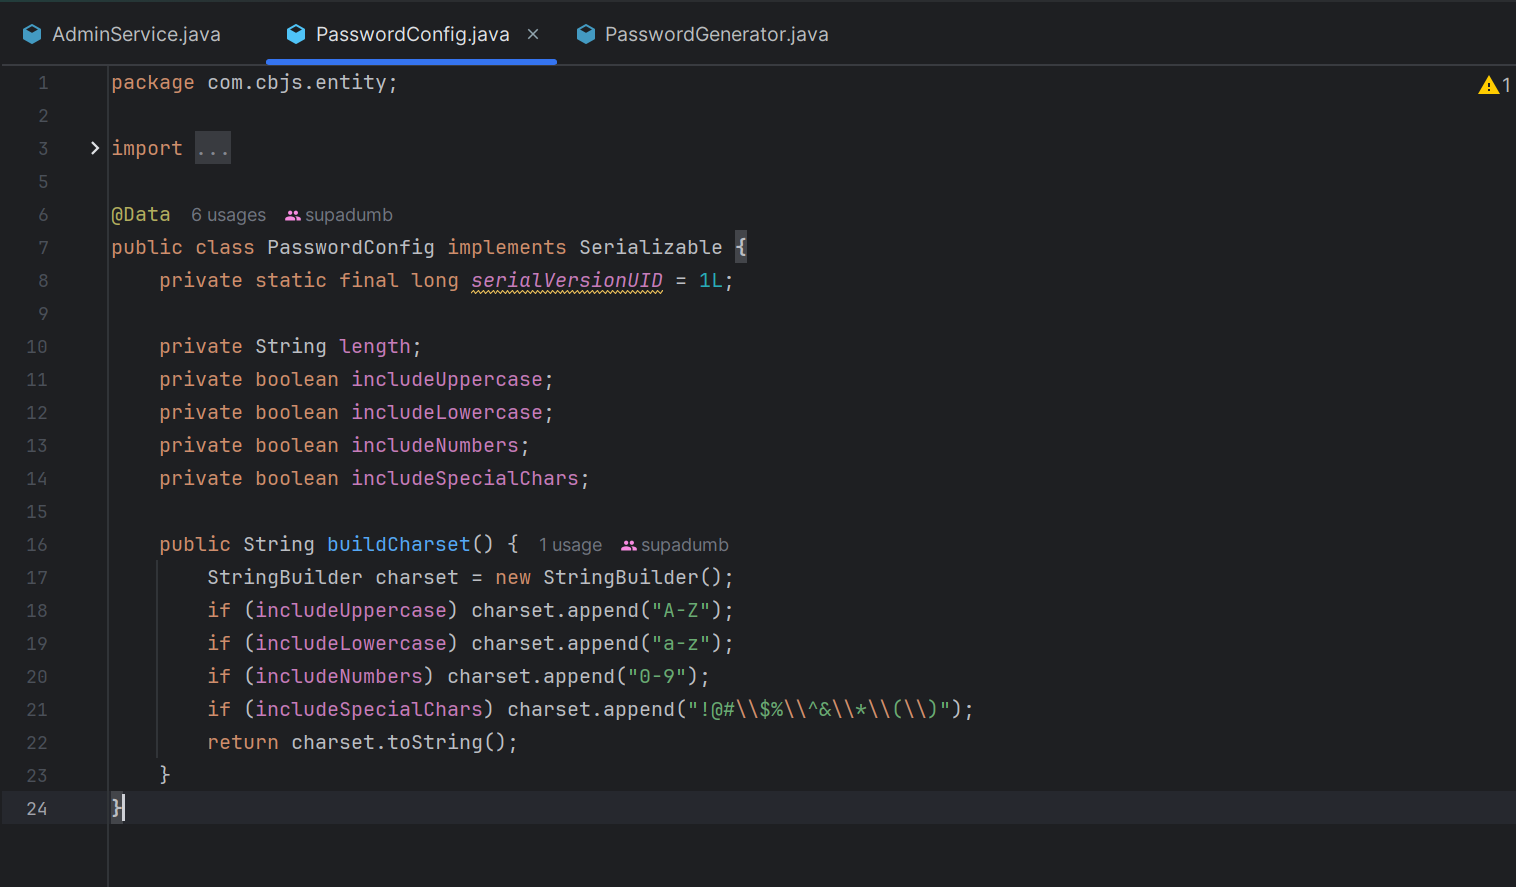 AdminService.java PasswordConfig.java × PasswordGenerator.java
1 package com.cbjs.entity; 1
2
3 import ...
5
6 @Data 6 usages supadumb
7 public class PasswordConfig implements Serializable {
8 private static final long serialVersionUID = 1L;
9
10 private String length;
11 private boolean includeUppercase;
12 private boolean includeLowercase;
13 private boolean includeNumbers;
14 private boolean includeSpecialChars;
15
16 public String buildCharset() { 1 usage supadumb
17 StringBuilder charset = new StringBuilder();
18 if (includeUppercase) charset.append("A-Z");
19 if (includeLowercase) charset.append("a-z");
20 if (includeNumbers) charset.append("0-9");
21 if (includeSpecialChars) charset.append("!@#\\$%\\^&\\*\\(\\)");
22 return charset.toString();
23 }
24 }